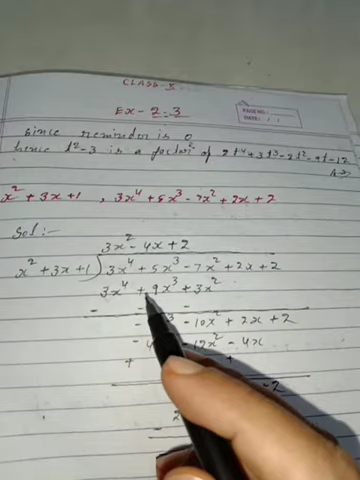 CLASS-X
Ex-2.3
PAGE NO.:
DATE: / /
since remindor is 0
hence t²-3 is a factor of 2t⁴+3t³-2t²-9t-12
x²+3x+1 , 3x⁴+5x³-7x²+2x+2
Sol:-
3x²-4x+2
x²+3x+1) 3x⁴+5x³-7x²+2x+2
3x⁴+9x³+3x²
- - -
-10x²+2x+2
-12x²-4x
+ +